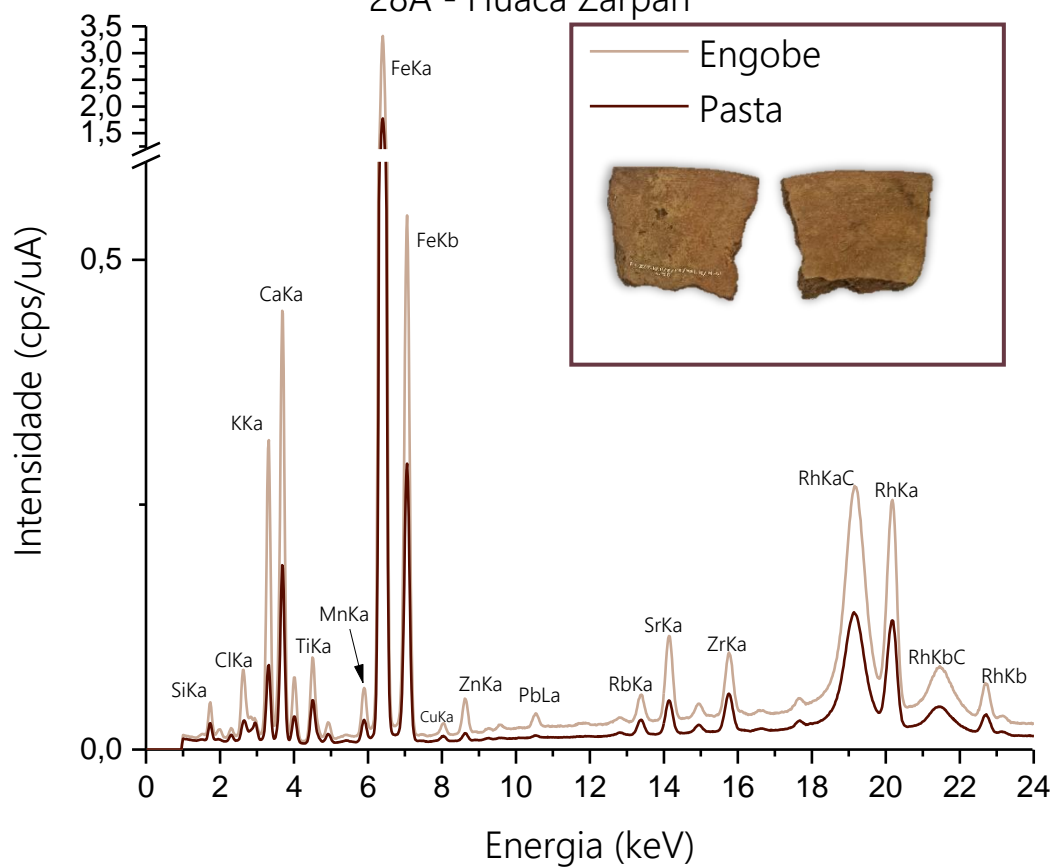 28A - Huaca Zarpan
3,5
3,0
2,5
2,0
1,5
0,5
0,0
Intensidade (cps/uA)
Engobe
Pasta
FeKa
FeKb
CaKa
KKa
MnKa
TiKa
ClKa
SiKa
CuKa
ZnKa
PbLa
RbKa
SrKa
ZrKa
RhKaC
RhKa
RhKbC
RhKb
0 2 4 6 8 10 12 14 16 18 20 22 24
Energia (keV)